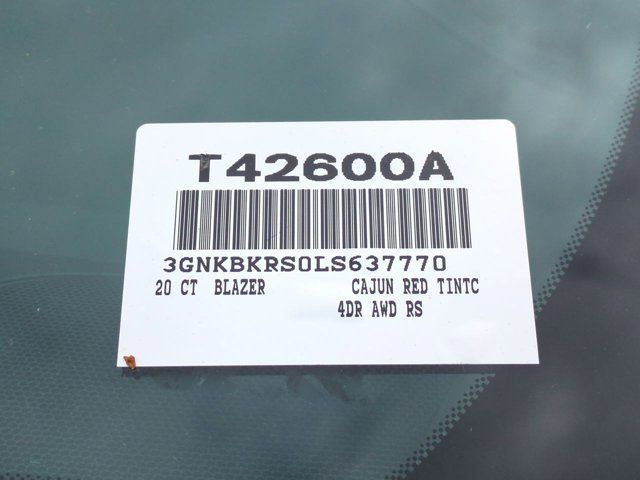 T42600A
3GNKBKRS0LS637770
20 CT BLAZER CAJUN RED TINTC
4DR AWD RS